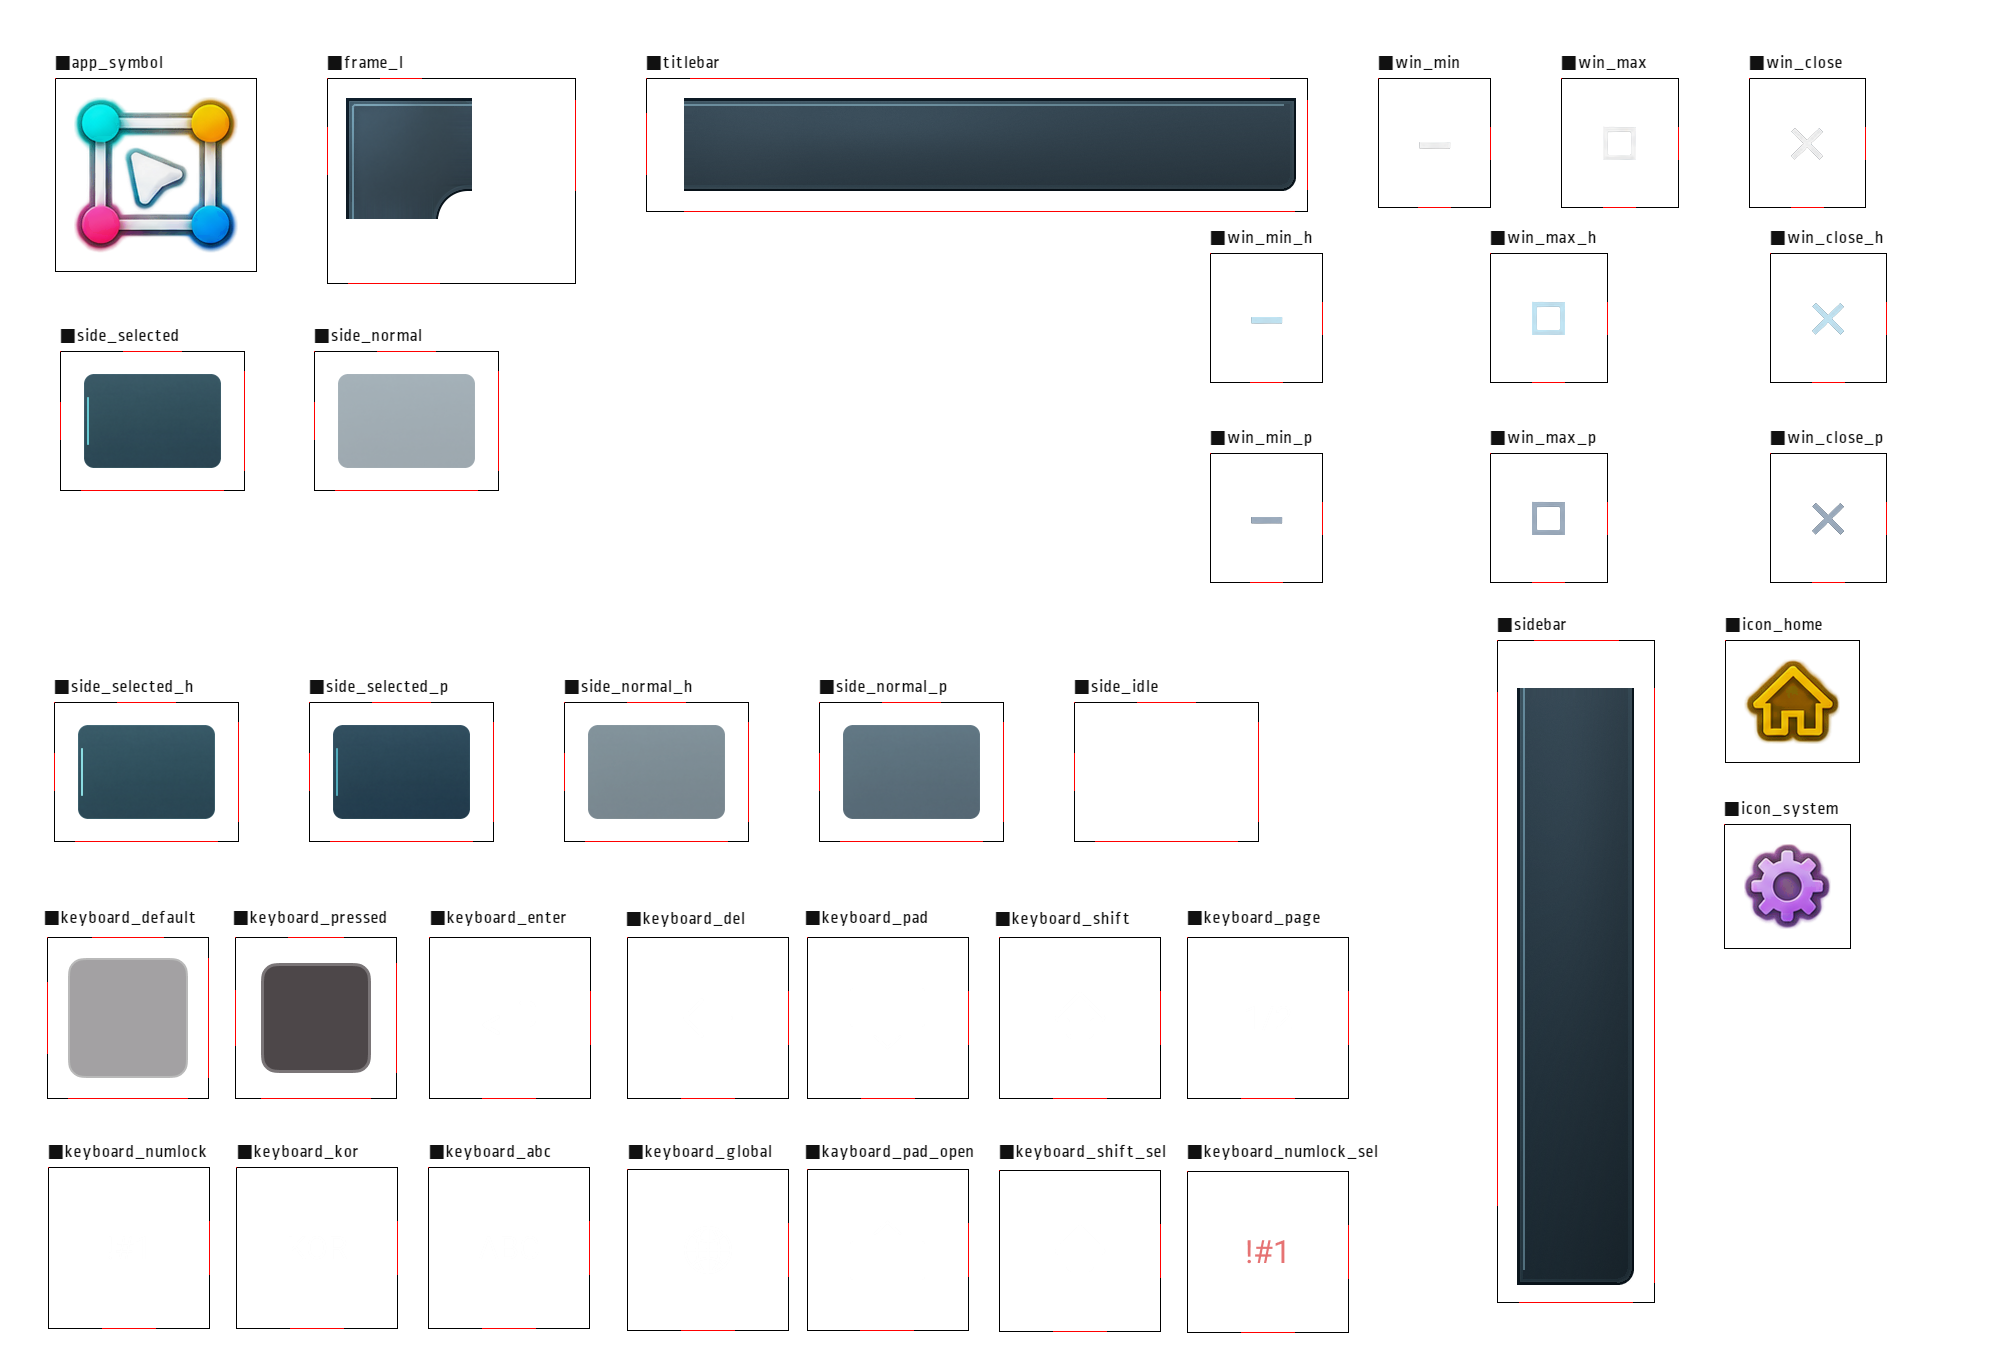 ■app_symbol
■frame_l
■titlebar
■win_min
■win_max
■win_close
■win_min_h
■win_max_h
■win_close_h
■side_selected
■side_normal
■win_min_p
■win_max_p
■win_close_p
■sidebar
■icon_home
■side_selected_h
■side_selected_p
■side_normal_h
■side_normal_p
■side_idle
■icon_system
■keyboard_default
■keyboard_pressed
■keyboard_enter
■keyboard_del
■keyboard_pad
■keyboard_shift
■keyboard_page
■keyboard_numlock
■keyboard_kor
■keyboard_abc
■keyboard_global
■kayboard_pad_open
■keyboard_shift_sel
■keyboard_numlock_sel
!#1